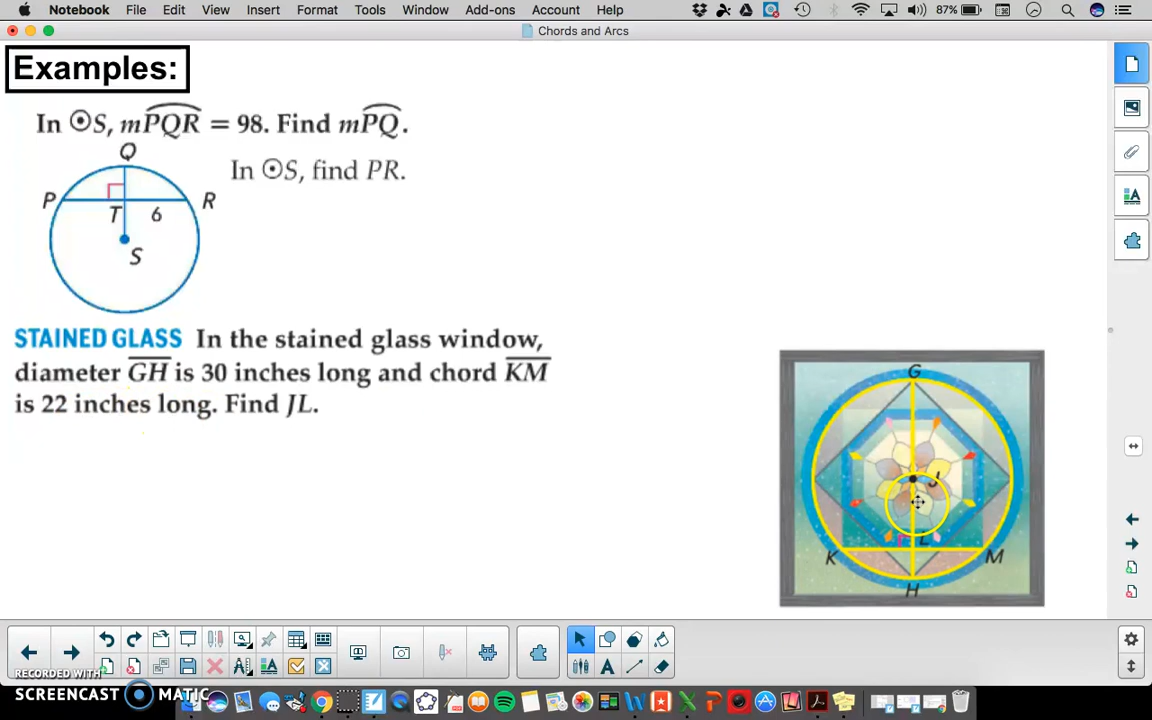 Notebook File Edit View Insert Format Tools Window Add-ons Account Help 87%
Chords and Arcs
Examples:
In ⊙S, mPQR = 98. Find mPQ.
In ⊙S, find PR.
Q
P
R
T
6
S
STAINED GLASS In the stained glass window,
diameter GH is 30 inches long and chord KM
is 22 inches long. Find JL.
G
J
L
K
M
H
RECORDED WITH
SCREENCAST MATIC